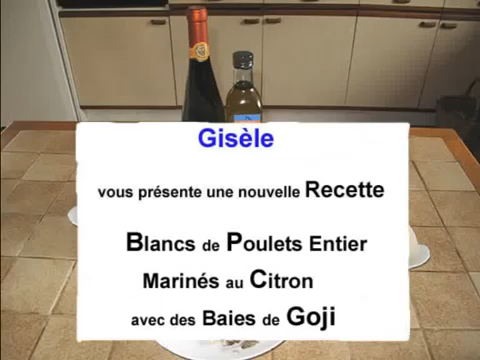 Gisèle
vous présente une nouvelle Recette
Blancs de Poulets Entier
Marinés au Citron
avec des Baies de Goji